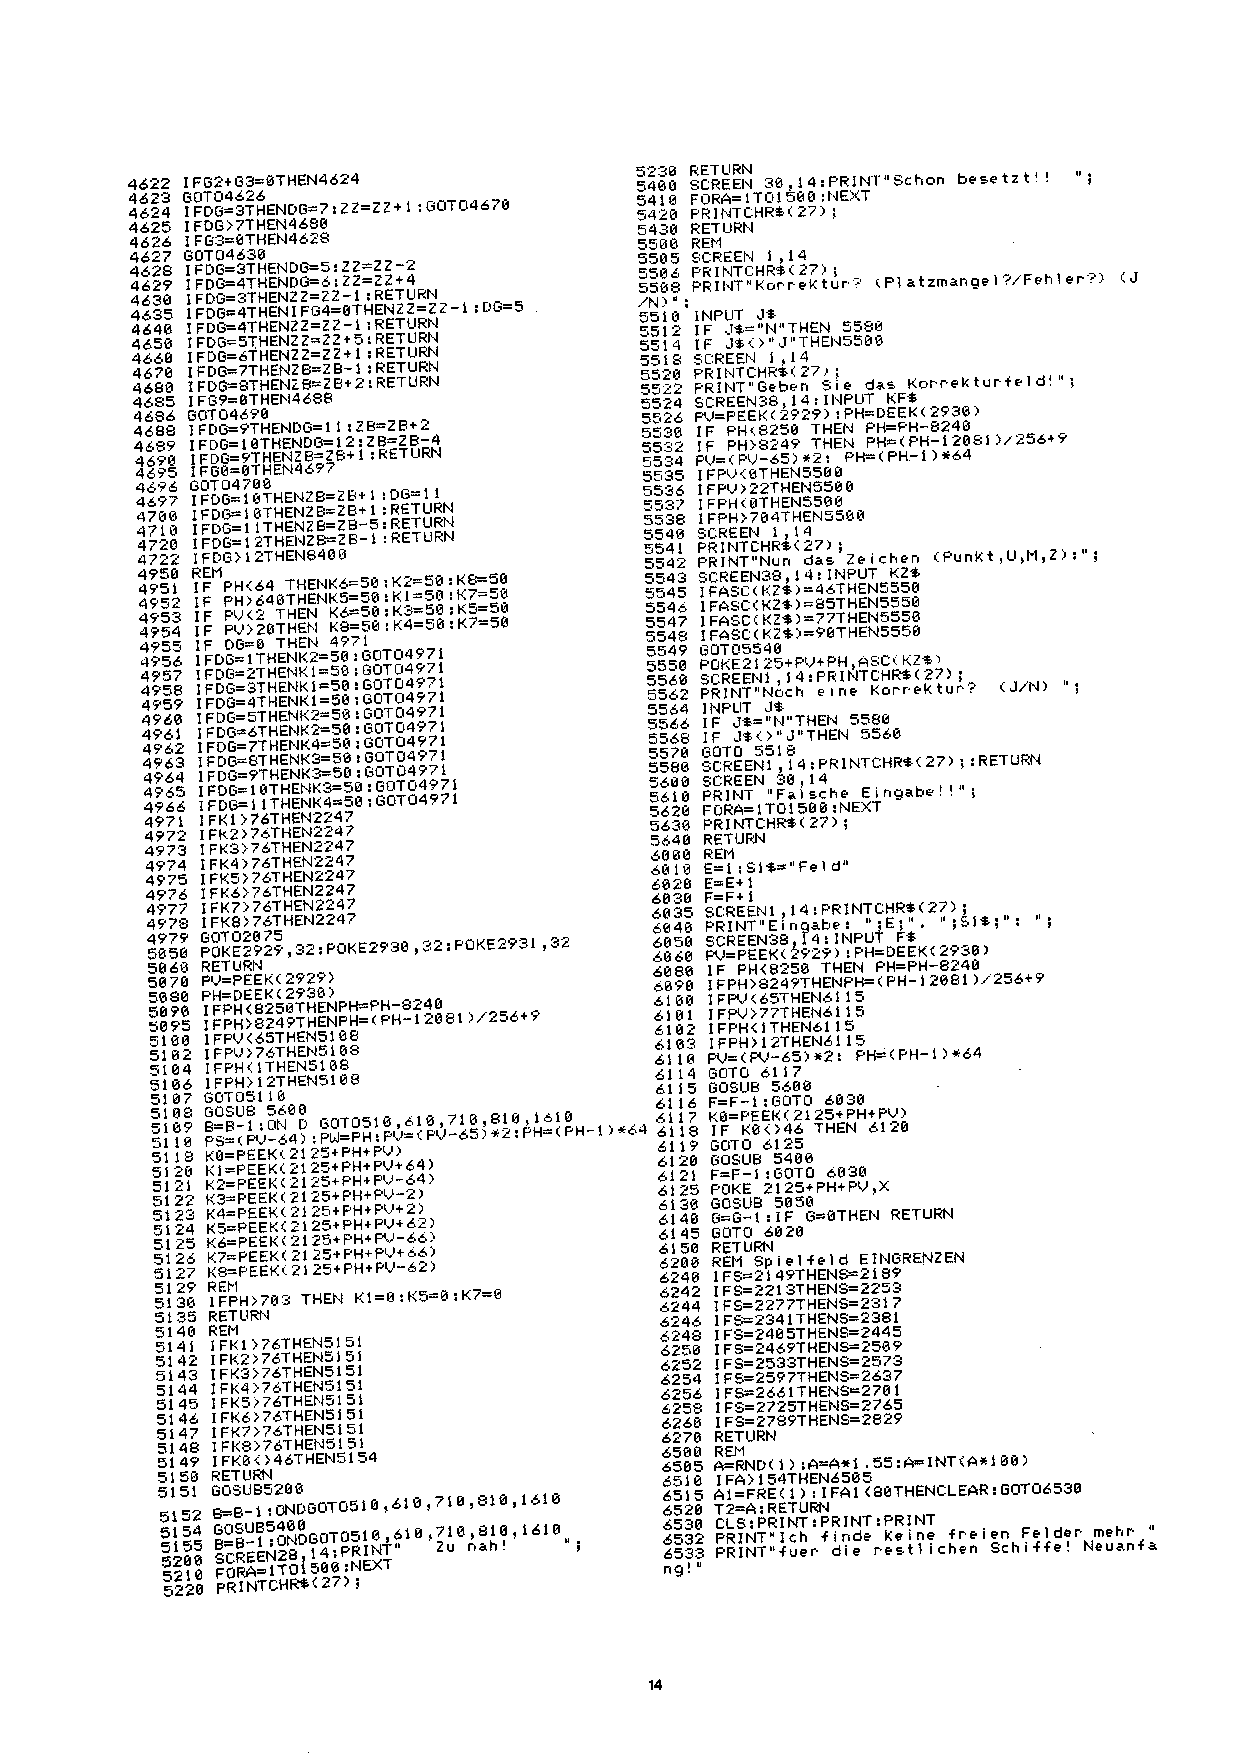 4622 IFG2+G3=0THEN4624
4623 GOTO4626
4624 IFDG=3THENDG=7:ZZ=ZZ+1:GOTO4670
4625 IFDG>7THEN4680
4626 IFG3=0THEN4628
4627 GOTO4630
4628 IFDG=3THENDG=5:ZZ=ZZ-2
4629 IFDG=4THENDG=6:ZZ=ZZ+4
4630 IFDG=3THENZZ=ZZ-1:RETURN
4635 IFDG=4THENIFG4=0THENZZ=ZZ-1:DG=5
4640 IFDG=4THENZZ=ZZ-1:RETURN
4650 IFDG=5THENZZ=ZZ+5:RETURN
4660 IFDG=6THENZZ=ZZ+1:RETURN
4670 IFDG=7THENZB=ZB-1:RETURN
4680 IFDG=8THENZB=ZB+2:RETURN
4685 IFG9=0THEN4688
4686 GOTO4690
4688 IFDG=9THENDG=11:ZB=ZB+2
4689 IFDG=10THENDG=12:ZB=ZB-4
4690 IFDG=9THENZB=ZB+1:RETURN
4695 IFG0=0THEN4697
4696 GOTO4700
4697 IFDG=10THENZB=ZB+1:DG=11
4700 IFDG=10THENZB=ZB+1:RETURN
4710 IFDG=11THENZB=ZB-5:RETURN
4720 IFDG=12THENZB=ZB-1:RETURN
4722 IFDG>12THEN6400
4950 REM
4951 IF PH<64 THENK6=50:K2=50:K8=50
4952 IF PH>640THENK5=50:K1=50:K7=50
4953 IF PV<2 THEN K6=50:K3=50:K5=50
4954 IF PV>20THEN K8=50:K4=50:K7=50
4955 IF DG=0 THEN 4971
4956 IFDG=1THENK2=50:GOTO4971
4957 IFDG=2THENK1=50:GOTO4971
4958 IFDG=3THENK1=50:GOTO4971
4959 IFDG=4THENK1=50:GOTO4971
4960 IFDG=5THENK2=50:GOTO4971
4961 IFDG=6THENK2=50:GOTO4971
4962 IFDG=7THENK4=50:GOTO4971
4963 IFDG=8THENK3=50:GOTO4971
4964 IFDG=9THENK3=50:GOTO4971
4965 IFDG=10THENK3=50:GOTO4971
4966 IFDG=11THENK4=50:GOTO4971
4971 IFK1>76THEN2247
4972 IFK2>76THEN2247
4973 IFK3>76THEN2247
4974 IFK4>76THEN2247
4975 IFK5>76THEN2247
4976 IFK6>76THEN2247
4977 IFK7>76THEN2247
4978 IFK8>76THEN2247
4979 GOTO2075
5050 POKE2929,32:POKE2930,32:POKE2931,32
5060 RETURN
5070 PV=PEEK(2929)
5080 PH=DEEK(2930)
5090 IFPH<8250THENPH=PH-8240
5095 IFPH>8249THENPH=(PH-12081)/256+9
5100 IFPV<65THEN5108
5102 IFPV>76THEN5108
5104 IFPH<1THEN5108
5106 IFPH>12THEN5108
5107 GOTO5110
5108 GOSUB 5600
5109 B=B-1:ON D GOTO510,610,710,810,1610
5110 PS=(PV-64):PW=PH:PV=(PV-65)*2:PH=(PH-1)*64
5118 K0=PEEK(2125+PH+PV)
5120 K1=PEEK(2125+PH+PV+64)
5121 K2=PEEK(2125+PH+PV-64)
5122 K3=PEEK(2125+PH+PV-2)
5123 K4=PEEK(2125+PH+PV+2)
5124 K5=PEEK(2125+PH+PV+62)
5125 K6=PEEK(2125+PH+PV-66)
5126 K7=PEEK(2125+PH+PV+66)
5127 K8=PEEK(2125+PH+PV-62)
5129 REM
5130 IFPH>703 THEN K1=0:K5=0:K7=0
5135 RETURN
5140 REM
5141 IFK1>76THEN5151
5142 IFK2>76THEN5151
5143 IFK3>76THEN5151
5144 IFK4>76THEN5151
5145 IFK5>76THEN5151
5146 IFK6>76THEN5151
5147 IFK7>76THEN5151
5148 IFK8>76THEN5151
5149 IFK0<>46THEN5154
5150 RETURN
5151 GOSUB5200
5152 B=B-1:ONDGOTO510,610,710,810,1610
5154 GOSUB5400
5155 B=B-1:ONDGOTO510,610,710,810,1610
5200 SCREEN28,14:PRINT"   Zu nah!      ";
5210 FORA=1TO1500:NEXT
5220 PRINTCHR$(27);
5230 RETURN
5400 SCREEN 30,14:PRINT"Schon besetzt!!  ";
5410 FORA=1TO1500:NEXT
5420 PRINTCHR$(27);
5430 RETURN
5500 REM
5505 SCREEN 1,14
5506 PRINTCHR$(27);
5508 PRINT"Korrektur? (Platzmangel?/Fehler?) (J
/N)";
5510 INPUT J$
5512 IF J$="N"THEN 5580
5514 IF J$<>"J"THEN5500
5518 SCREEN 1,14
5520 PRINTCHR$(27);
5522 PRINT"Geben Sie das Korrekturfeld!";
5524 SCREEN38,14:INPUT KF$
5526 PV=PEEK(2929):PH=DEEK(2930)
5530 IF PH<8250 THEN PH=PH-8240
5532 IF PH>8249 THEN PH=(PH-12081)/256+9
5534 PV=(PV-65)*2: PH=(PH-1)*64
5535 IFPV<0THEN5500
5536 IFPV>22THEN5500
5537 IFPH<0THEN5500
5538 IFPH>704THEN5500
5540 SCREEN 1,14
5541 PRINTCHR$(27);
5542 PRINT"Nun das Zeichen (Punkt,U,M,Z):";
5543 SCREEN38,14:INPUT KZ$
5545 IFASC(KZ$)=46THEN5550
5546 IFASC(KZ$)=85THEN5550
5547 IFASC(KZ$)=77THEN5550
5548 IFASC(KZ$)=90THEN5550
5549 GOTO5540
5550 POKE2125+PV+PH,ASC(KZ$)
5560 SCREEN1,14:PRINTCHR$(27);
5562 PRINT"Noch eine Korrektur?  (J/N) ";
5564 INPUT J$
5566 IF J$="N"THEN 5580
5568 IF J$<>"J"THEN 5560
5570 GOTO 5518
5580 SCREEN1,14:PRINTCHR$(27);:RETURN
5600 SCREEN 30,14
5610 PRINT "Falsche Eingabe!!";
5620 FORA=1TO1500:NEXT
5630 PRINTCHR$(27);
5640 RETURN
6000 REM
6010 E=1:SI$="Feld"
6020 E=E+1
6030 F=F+1
6035 SCREEN1,14:PRINTCHR$(27);
6040 PRINT"Eingabe: ";E;". ";SI$;": ";
6050 SCREEN38,14:INPUT F$
6060 PV=PEEK(2929):PH=DEEK(2930)
6080 IF PH<8250 THEN PH=PH-8240
6090 IFPH>8249THENPH=(PH-12081)/256+9
6100 IFPV<65THEN6115
6101 IFPV>77THEN6115
6102 IFPH<1THEN6115
6103 IFPH>12THEN6115
6110 PV=(PV-65)*2: PH=(PH-1)*64
6114 GOTO 6117
6115 GOSUB 5600
6116 F=F-1:GOTO 6030
6117 K0=PEEK(2125+PH+PV)
6118 IF K0<>46 THEN 6120
6119 GOTO 6125
6120 GOSUB 5400
6121 F=F-1:GOTO 6030
6125 POKE 2125+PH+PV,X
6130 GOSUB 5050
6140 G=G-1:IF G=0THEN RETURN
6145 GOTO 6020
6150 RETURN
6200 REM Spielfeld EINGRENZEN
6240 IFS=2149THENS=2189
6242 IFS=2213THENS=2253
6244 IFS=2277THENS=2317
6246 IFS=2341THENS=2381
6248 IFS=2405THENS=2445
6250 IFS=2469THENS=2509
6252 IFS=2533THENS=2573
6254 IFS=2597THENS=2637
6256 IFS=2661THENS=2701
6258 IFS=2725THENS=2765
6260 IFS=2789THENS=2829
6270 RETURN
6500 REM
6505 A=RND(1):A=A*1.55:A=INT(A*100)
6510 IFA>154THEN6505
6515 A1=FRE(1):IFA1<80THENCLEAR:GOTO6530
6520 T2=A:RETURN
6530 CLS:PRINT:PRINT:PRINT
6532 PRINT"Ich finde keine freien Felder mehr "
6533 PRINT"fuer die restlichen Schiffe! Neuanfa
ng!"
14